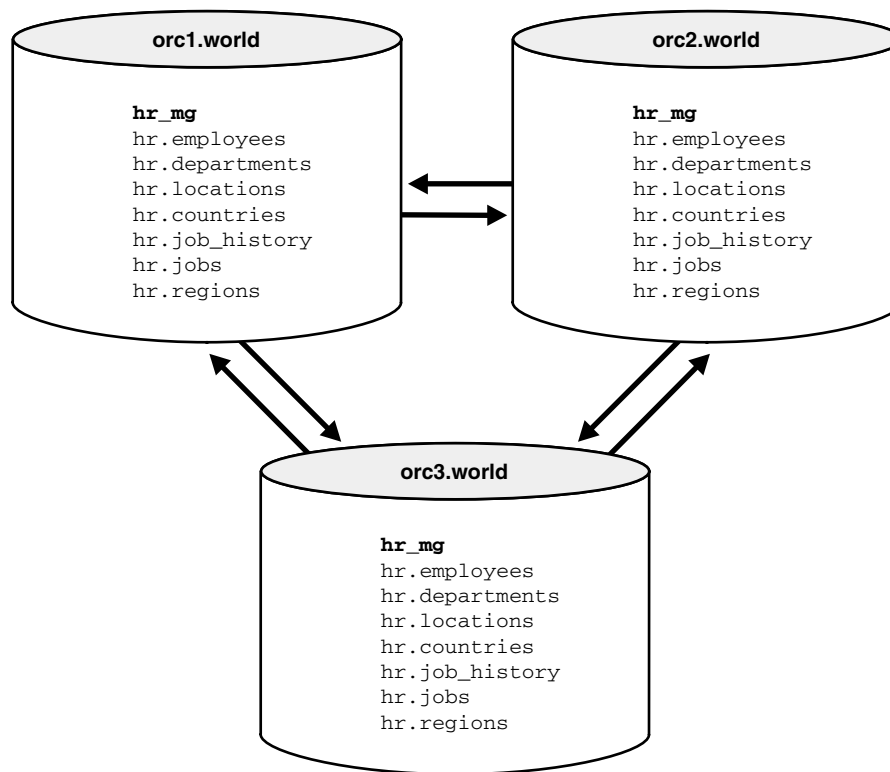 orc1.world
hr_mg
hr.employees
hr.departments
hr.locations
hr.countries
hr.job_history
hr.jobs
hr.regions
orc2.world
hr_mg
hr.employees
hr.departments
hr.locations
hr.countries
hr.job_history
hr.jobs
hr.regions
orc3.world
hr_mg
hr.employees
hr.departments
hr.locations
hr.countries
hr.job_history
hr.jobs
hr.regions